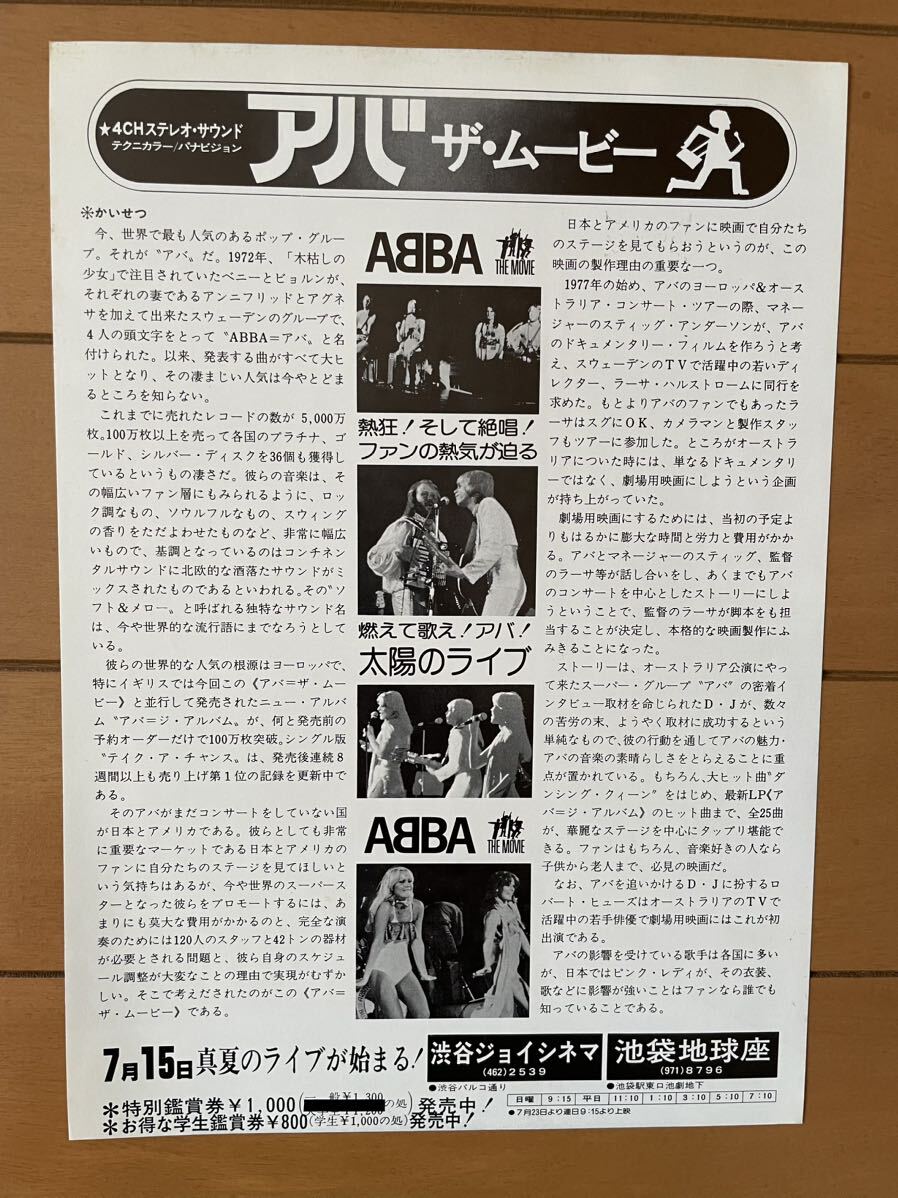 ★4CHステレオ・サウンド
テクニカラー/パナビジョン
アバ ザ・ムービー
＊かいせつ
今、世界で最も人気のあるポップ・グルー
プ。それが〝アバ〟だ。1972年、「木枯しの
少女」で注目されていたベニーとビョルンが、
それぞれの妻であるアンニフリッドとアグネ
サを加えて出来たスウェーデンのグループで、
4人の頭文字をとって〝ABBA=アバ〟と名
付けられた。以来、発表する曲がすべて大ヒ
ットとなり、その凄まじい人気は今やとどま
るところを知らない。
これまでに売れたレコードの数が 5,000万
枚。100万枚以上を売って各国のプラチナ、ゴ
ールド、シルバー・ディスクを36個も獲得し
ているというもの凄さだ。彼らの音楽は、そ
の幅広いファン層にもみられるように、ロッ
ク調なもの、ソウルフルなもの、スウィング
の香りをただよわせたものなど、非常に幅広
いもので、基調となっているのはコンチネン
タルサウンドに北欧的な洒落たサウンドがミ
ックスされたものであるといわれる。その〝ソ
フト&メロー〟と呼ばれる独特なサウンド名
は、今や世界的な流行語にまでなろうとして
いる。
彼らの世界的な人気の根源はヨーロッパで、
特にイギリスでは今回この《アバ=ザ・ムー
ビー》と並行して発売されたニュー・アルバ
ム〝アバ=ジ・アルバム〟が、何と発売前の
予約オーダーだけで100万枚突破。シングル版
〝テイク・ア・チャンス〟は、発売後連続8
週間以上も売り上げ第1位の記録を更新中で
ある。
そのアバがまだコンサートをしていない国
が日本とアメリカである。彼らとしても非常
に重要なマーケットである日本とアメリカの
ファンに自分たちのステージを見てほしいと
いう気持ちはあるが、今や世界のスーパース
ターとなった彼らをプロモートするには、あ
まりにも莫大な費用がかかるのと、完全な演
奏のためには120人のスタッフと42トンの器材
が必要とされる問題と、彼ら自身のスケジュ
ール調整が大変なことの理由で実現がむずか
しい。そこで考えだされたのがこの《アバ=
ザ・ムービー》である。
ABBA THE MOVIE
熱狂！そして絶唱！
ファンの熱気が迫る
燃えて歌え！アバ！
太陽のライブ
ABBA THE MOVIE
日本とアメリカのファンに映画で自分たち
のステージを見てもらおうというのが、この
映画の製作理由の重要な一つ。
1977年の始め、アバのヨーロッパ&オース
トラリア・コンサート・ツアーの際、マネー
ジャーのスティッグ・アンダーソンが、アバ
のドキュメンタリー・フィルムを作ろうと考
え、スウェーデンのTVで活躍中の若いディ
レクター、ラーサ・ハルストロームに同行を
求めた。もとよりアバのファンでもあったラ
ーサはスグにOK、カメラマンと製作スタッ
フもツアーに参加した。ところがオーストラ
リアについた時には、単なるドキュメンタリ
ーではなく、劇場用映画にしようという企画
が持ち上がっていた。
劇場用映画にするためには、当初の予定よ
りもはるかに膨大な時間と労力と費用がかか
る。アバとマネージャーのスティッグ、監督
のラーサ等が話し合いをし、あくまでもアバ
のコンサートを中心としたストーリーにしよ
うということで、監督のラーサが脚本をも担
当することが決定し、本格的な映画製作にふ
みきることになった。
ストーリーは、オーストラリア公演にやっ
て来たスーパー・グループ〝アバ〟の密着イ
ンタビュー取材を命じられたD・Jが、数々
の苦労の末、ようやく取材に成功するという
単純なもので、彼の行動を通してアバの魅力・
アバの音楽の素晴らしさをとらえることに重
点が置かれている。もちろん、大ヒット曲〝ダ
ンシング・クィーン〟をはじめ、最新LP《ア
バ=ジ・アルバム》のヒット曲まで、全25曲
が、華麗なステージを中心にタップリ堪能で
きる。ファンはもちろん、音楽好きの人なら
子供から老人まで、必見の映画だ。
なお、アバを追いかけるD・Jに扮するロ
バート・ヒューズはオーストラリアのTVで
活躍中の若手俳優で劇場用映画にはこれが初
出演である。
アバの影響を受けている歌手は各国に多い
が、日本ではピンク・レディが、その衣装、
歌などに影響が強いことはファンなら誰でも
知っていることである。
7月15日真夏のライブが始まる！
＊特別鑑賞券￥1,000(一般￥1,300の処)発売中！
＊お得な学生鑑賞券￥800(学生￥1,000の処)発売中！
渋谷ジョイシネマ
(462)2539
●渋谷パルコ通り
池袋地球座
(971)8796
●池袋駅東口池劇地下
日曜 9:15 平日 11:10 1:10 3:10 5:10 7:10
●7月23日より連日9:15より上映